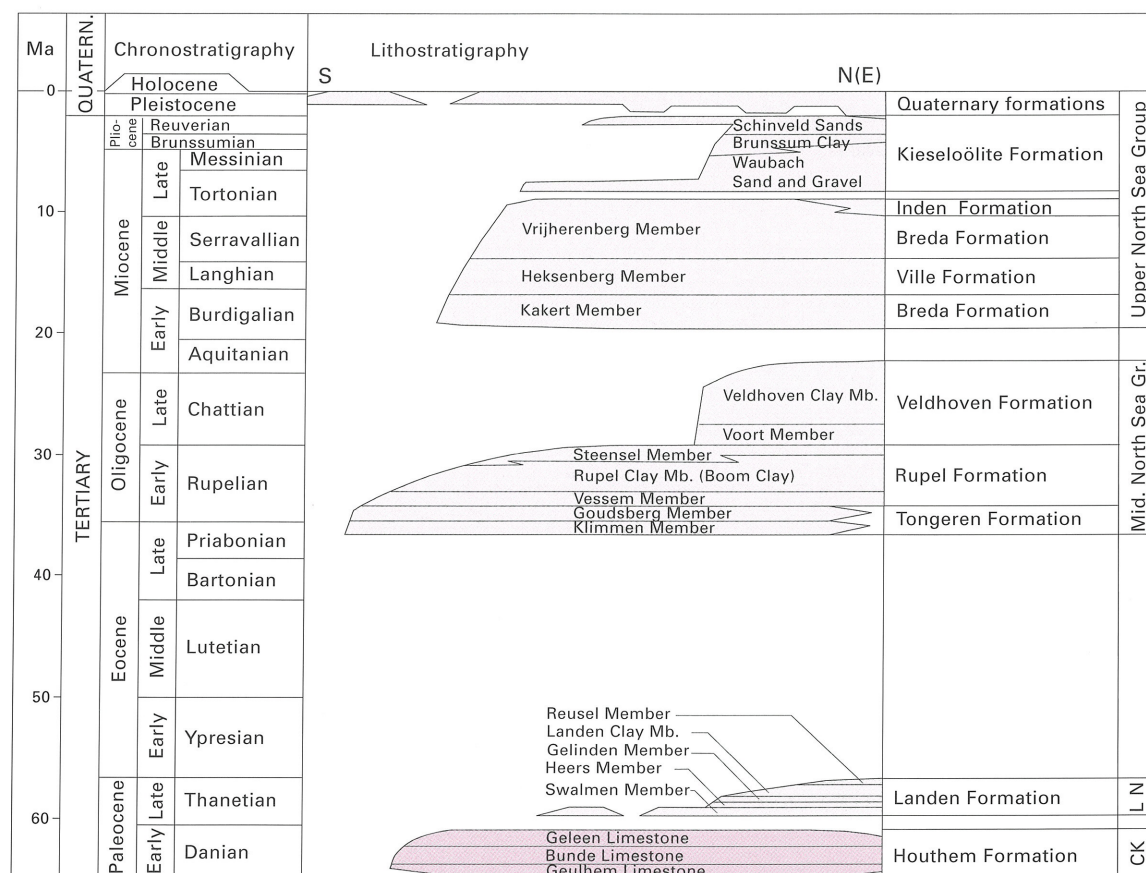 Ma
QUATERN.
Chronostratigraphy
Lithostratigraphy
S
N(E)
0
Holocene
Pleistocene
Quaternary formations
Plio-
cene
Reuverian
Brunssumian
Schinveld Sands
Brunssum Clay
Waubach
Sand and Gravel
Kieseloölite Formation
Upper North Sea Group
TERTIARY
Miocene
Late
Messinian
Tortonian
10
Inden Formation
Middle
Serravallian
Vrijherenberg Member
Breda Formation
Langhian
Heksenberg Member
Ville Formation
Early
Burdigalian
Kakert Member
Breda Formation
20
Aquitanian
Oligocene
Late
Chattian
Veldhoven Clay Mb.
Voort Member
Veldhoven Formation
Mid. North Sea Gr.
30
Early
Rupelian
Steensel Member
Rupel Clay Mb. (Boom Clay)
Vessem Member
Rupel Formation
Goudsberg Member
Klimmen Member
Tongeren Formation
Eocene
Late
Priabonian
40
Bartonian
Middle
Lutetian
50
Early
Ypresian
Reusel Member
Landen Clay Mb.
Gelinden Member
Heers Member
Swalmen Member
Paleocene
Late
Thanetian
Landen Formation
L N
60
Early
Danian
Geleen Limestone
Bunde Limestone
Geulhem Limestone
Houthem Formation
CK